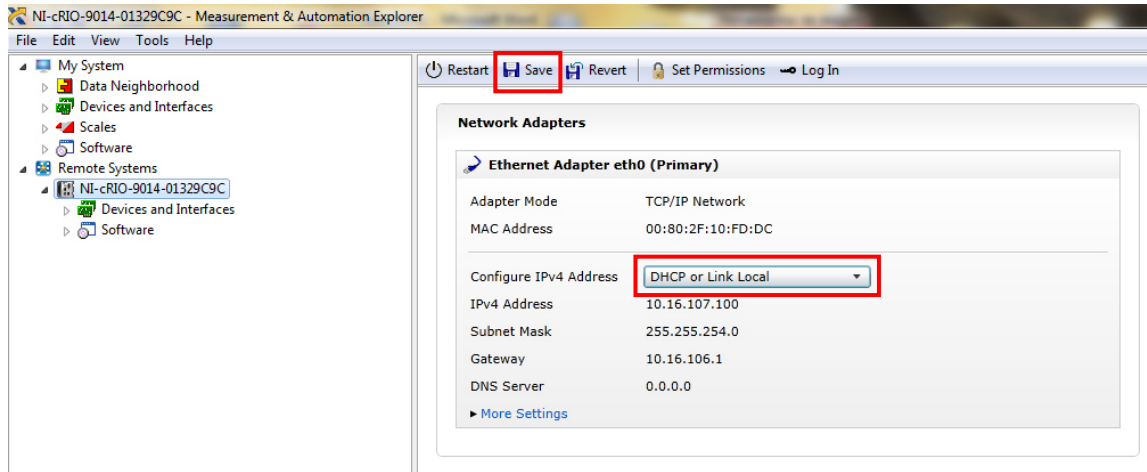 NI-cRIO-9014-01329C9C - Measurement & Automation Explorer
File Edit View Tools Help
My System
Data Neighborhood
Devices and Interfaces
Scales
Software
Remote Systems
NI-cRIO-9014-01329C9C
Devices and Interfaces
Software
Restart Save Revert Set Permissions Log In
Network Adapters
Ethernet Adapter eth0 (Primary)
Adapter Mode TCP/IP Network
MAC Address 00:80:2F:10:FD:DC
Configure IPv4 Address DHCP or Link Local
IPv4 Address 10.16.107.100
Subnet Mask 255.255.254.0
Gateway 10.16.106.1
DNS Server 0.0.0.0
More Settings